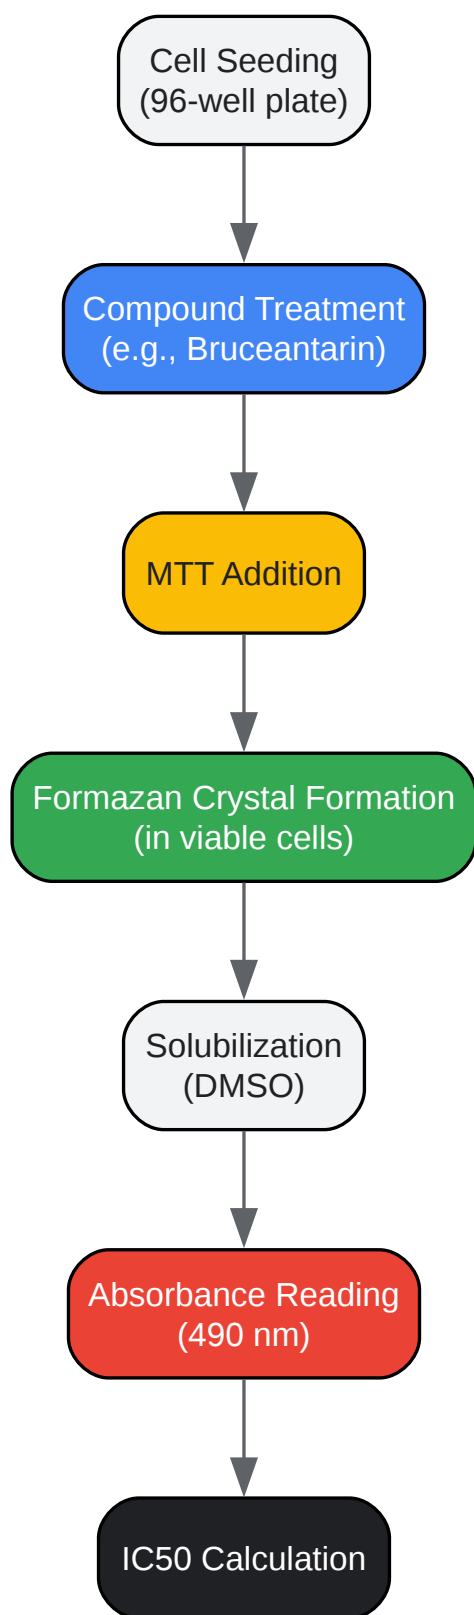 Cell Seeding
(96-well plate)
Compound Treatment
(e.g., Bruceantarin)
MTT Addition
Formazan Crystal Formation
(in viable cells)
Solubilization
(DMSO)
Absorbance Reading
(490 nm)
IC50 Calculation